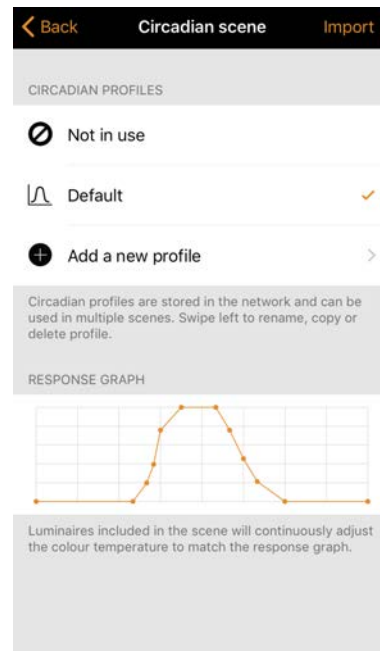 Back Circadian scene Import
CIRCADIAN PROFILES
Not in use
Default
Add a new profile
Circadian profiles are stored in the network and can be
used in multiple scenes. Swipe left to rename, copy or
delete profile.
RESPONSE GRAPH
Luminaires included in the scene will continuously adjust
the colour temperature to match the response graph.